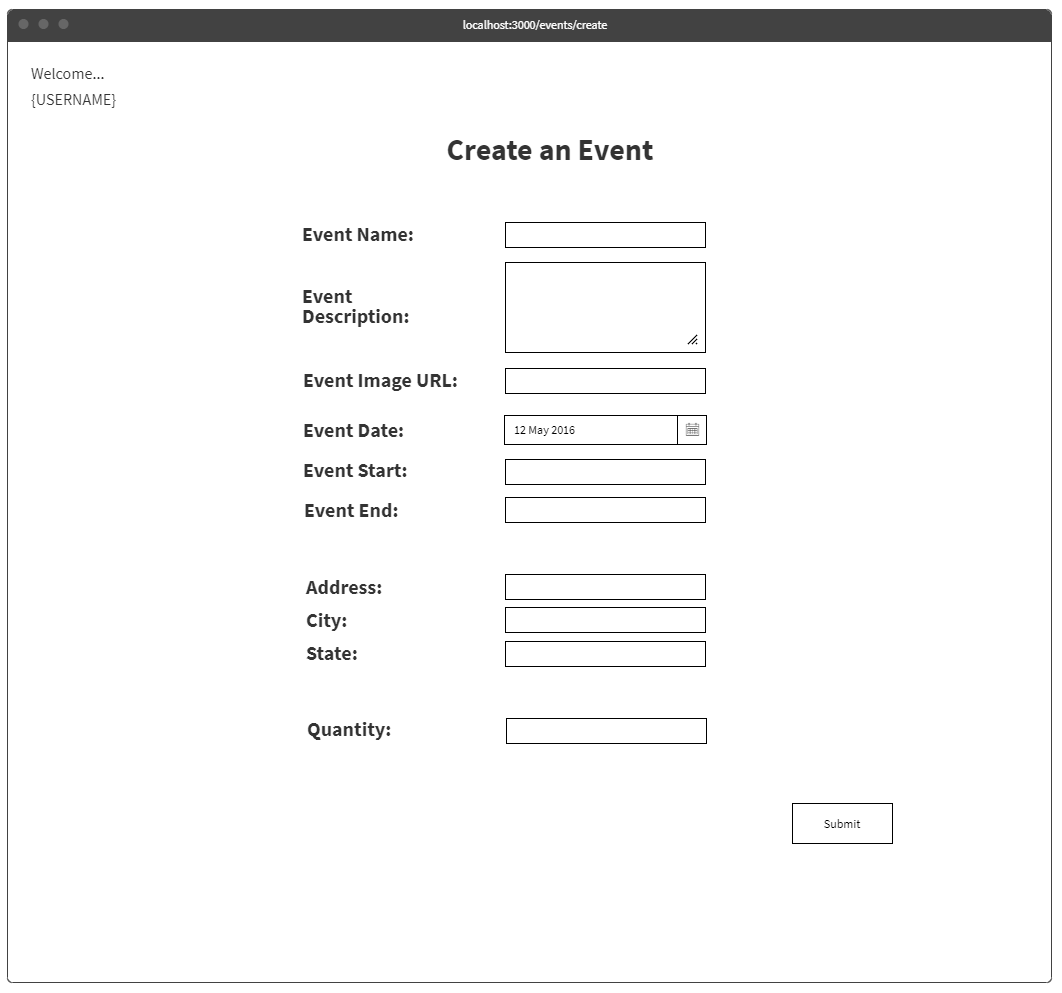 localhost:3000/events/create
Welcome...
{USERNAME}
Create an Event
Event Name:
Event
Description:
Event Image URL:
Event Date:
12 May 2016
Event Start:
Event End:
Address:
City:
State:
Quantity:
Submit